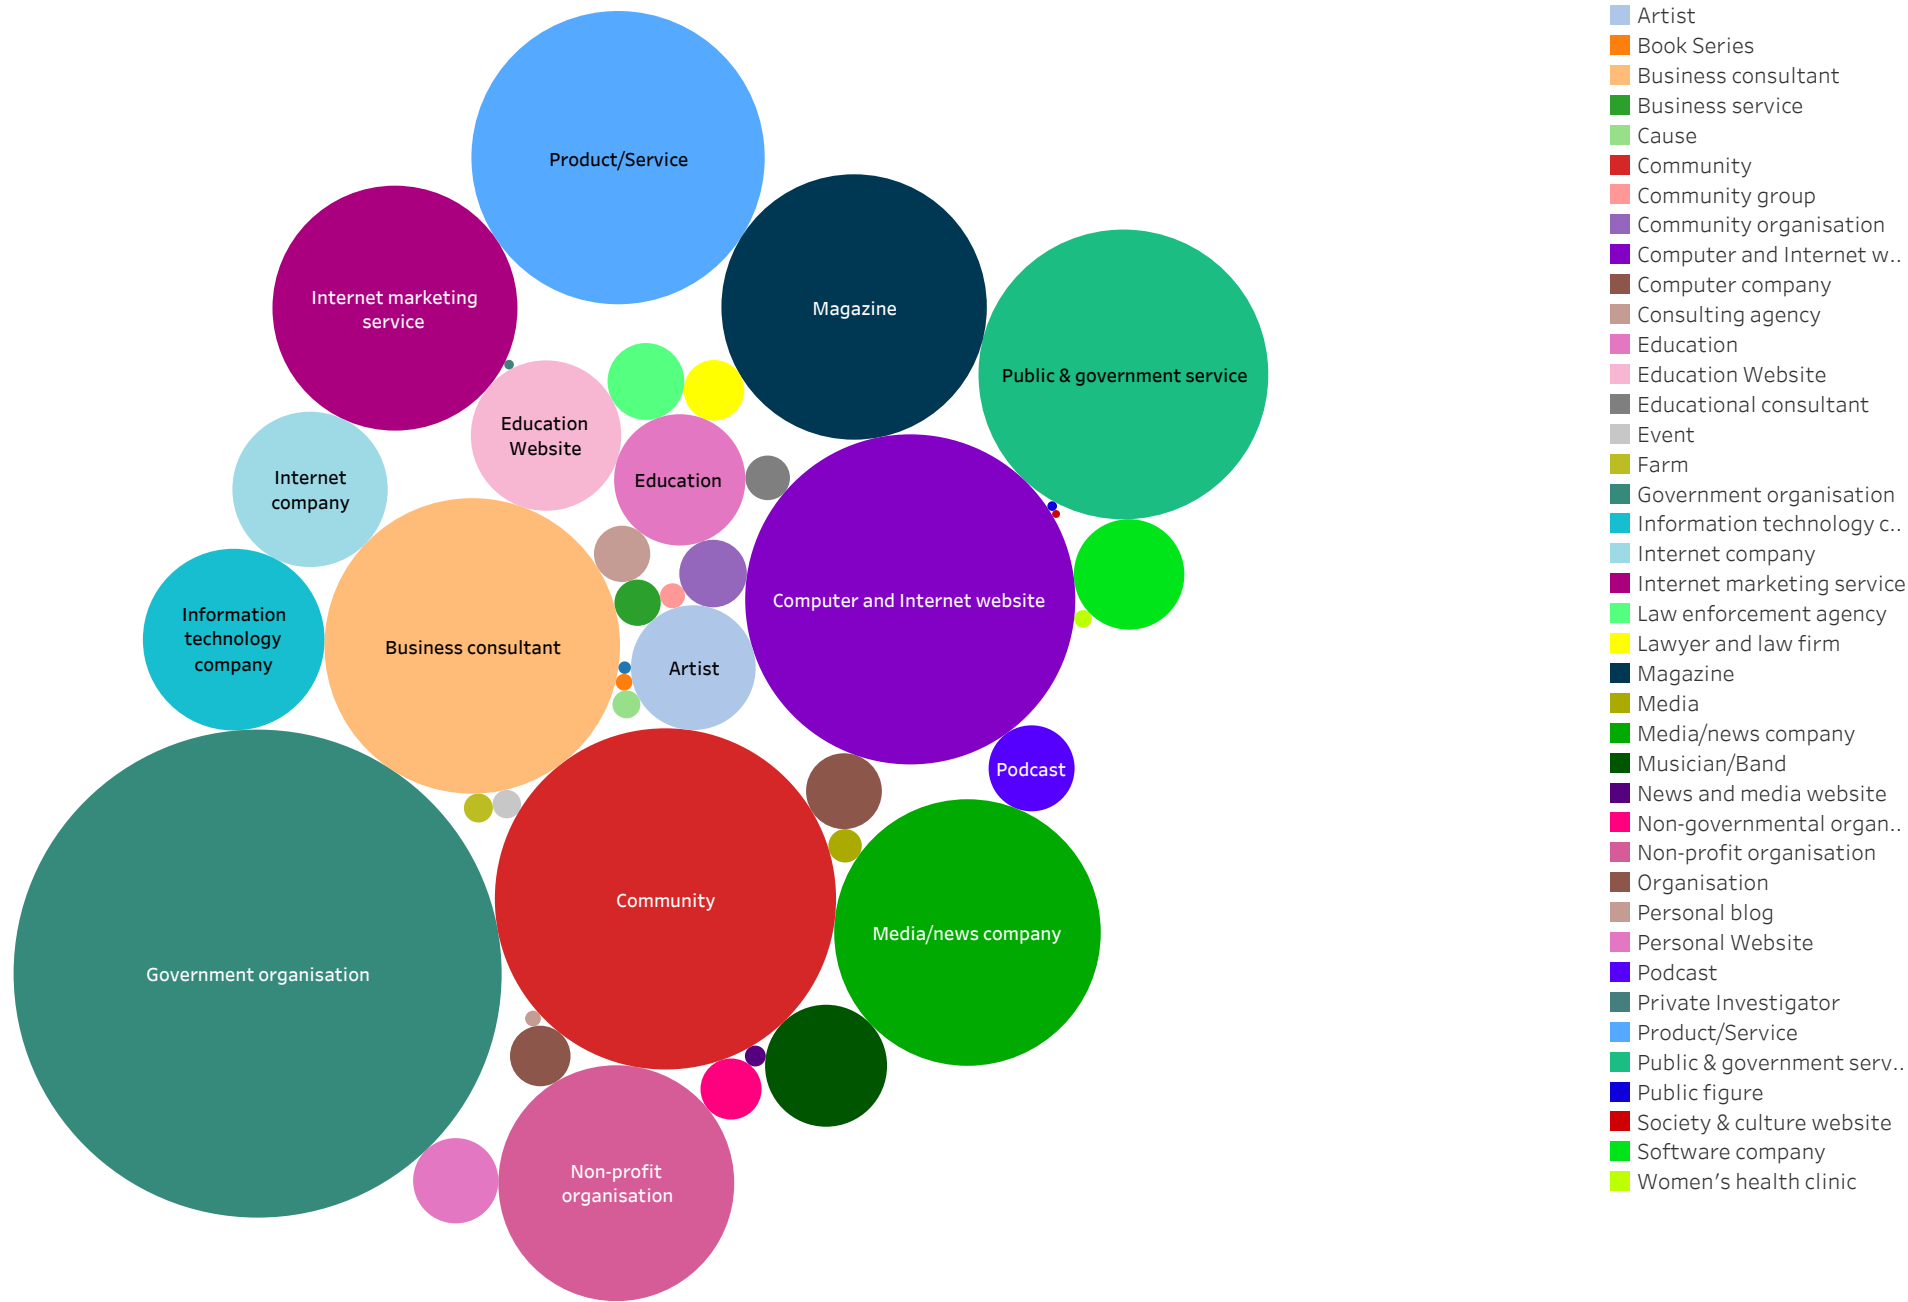 Product/Service
Internet marketing
service
Magazine
Public & government service
Education
Website
Education
Internet
company
Information
technology
company
Business consultant
Computer and Internet website
Artist
Podcast
Community
Media/news company
Government organisation
Non-profit
organisation
Artist
Book Series
Business consultant
Business service
Cause
Community
Community group
Community organisation
Computer and Internet w..
Computer company
Consulting agency
Education
Education Website
Educational consultant
Event
Farm
Government organisation
Information technology c..
Internet company
Internet marketing service
Law enforcement agency
Lawyer and law firm
Magazine
Media
Media/news company
Musician/Band
News and media website
Non-governmental organ..
Non-profit organisation
Organisation
Personal blog
Personal Website
Podcast
Private Investigator
Product/Service
Public & government serv..
Public figure
Society & culture website
Software company
Women's health clinic